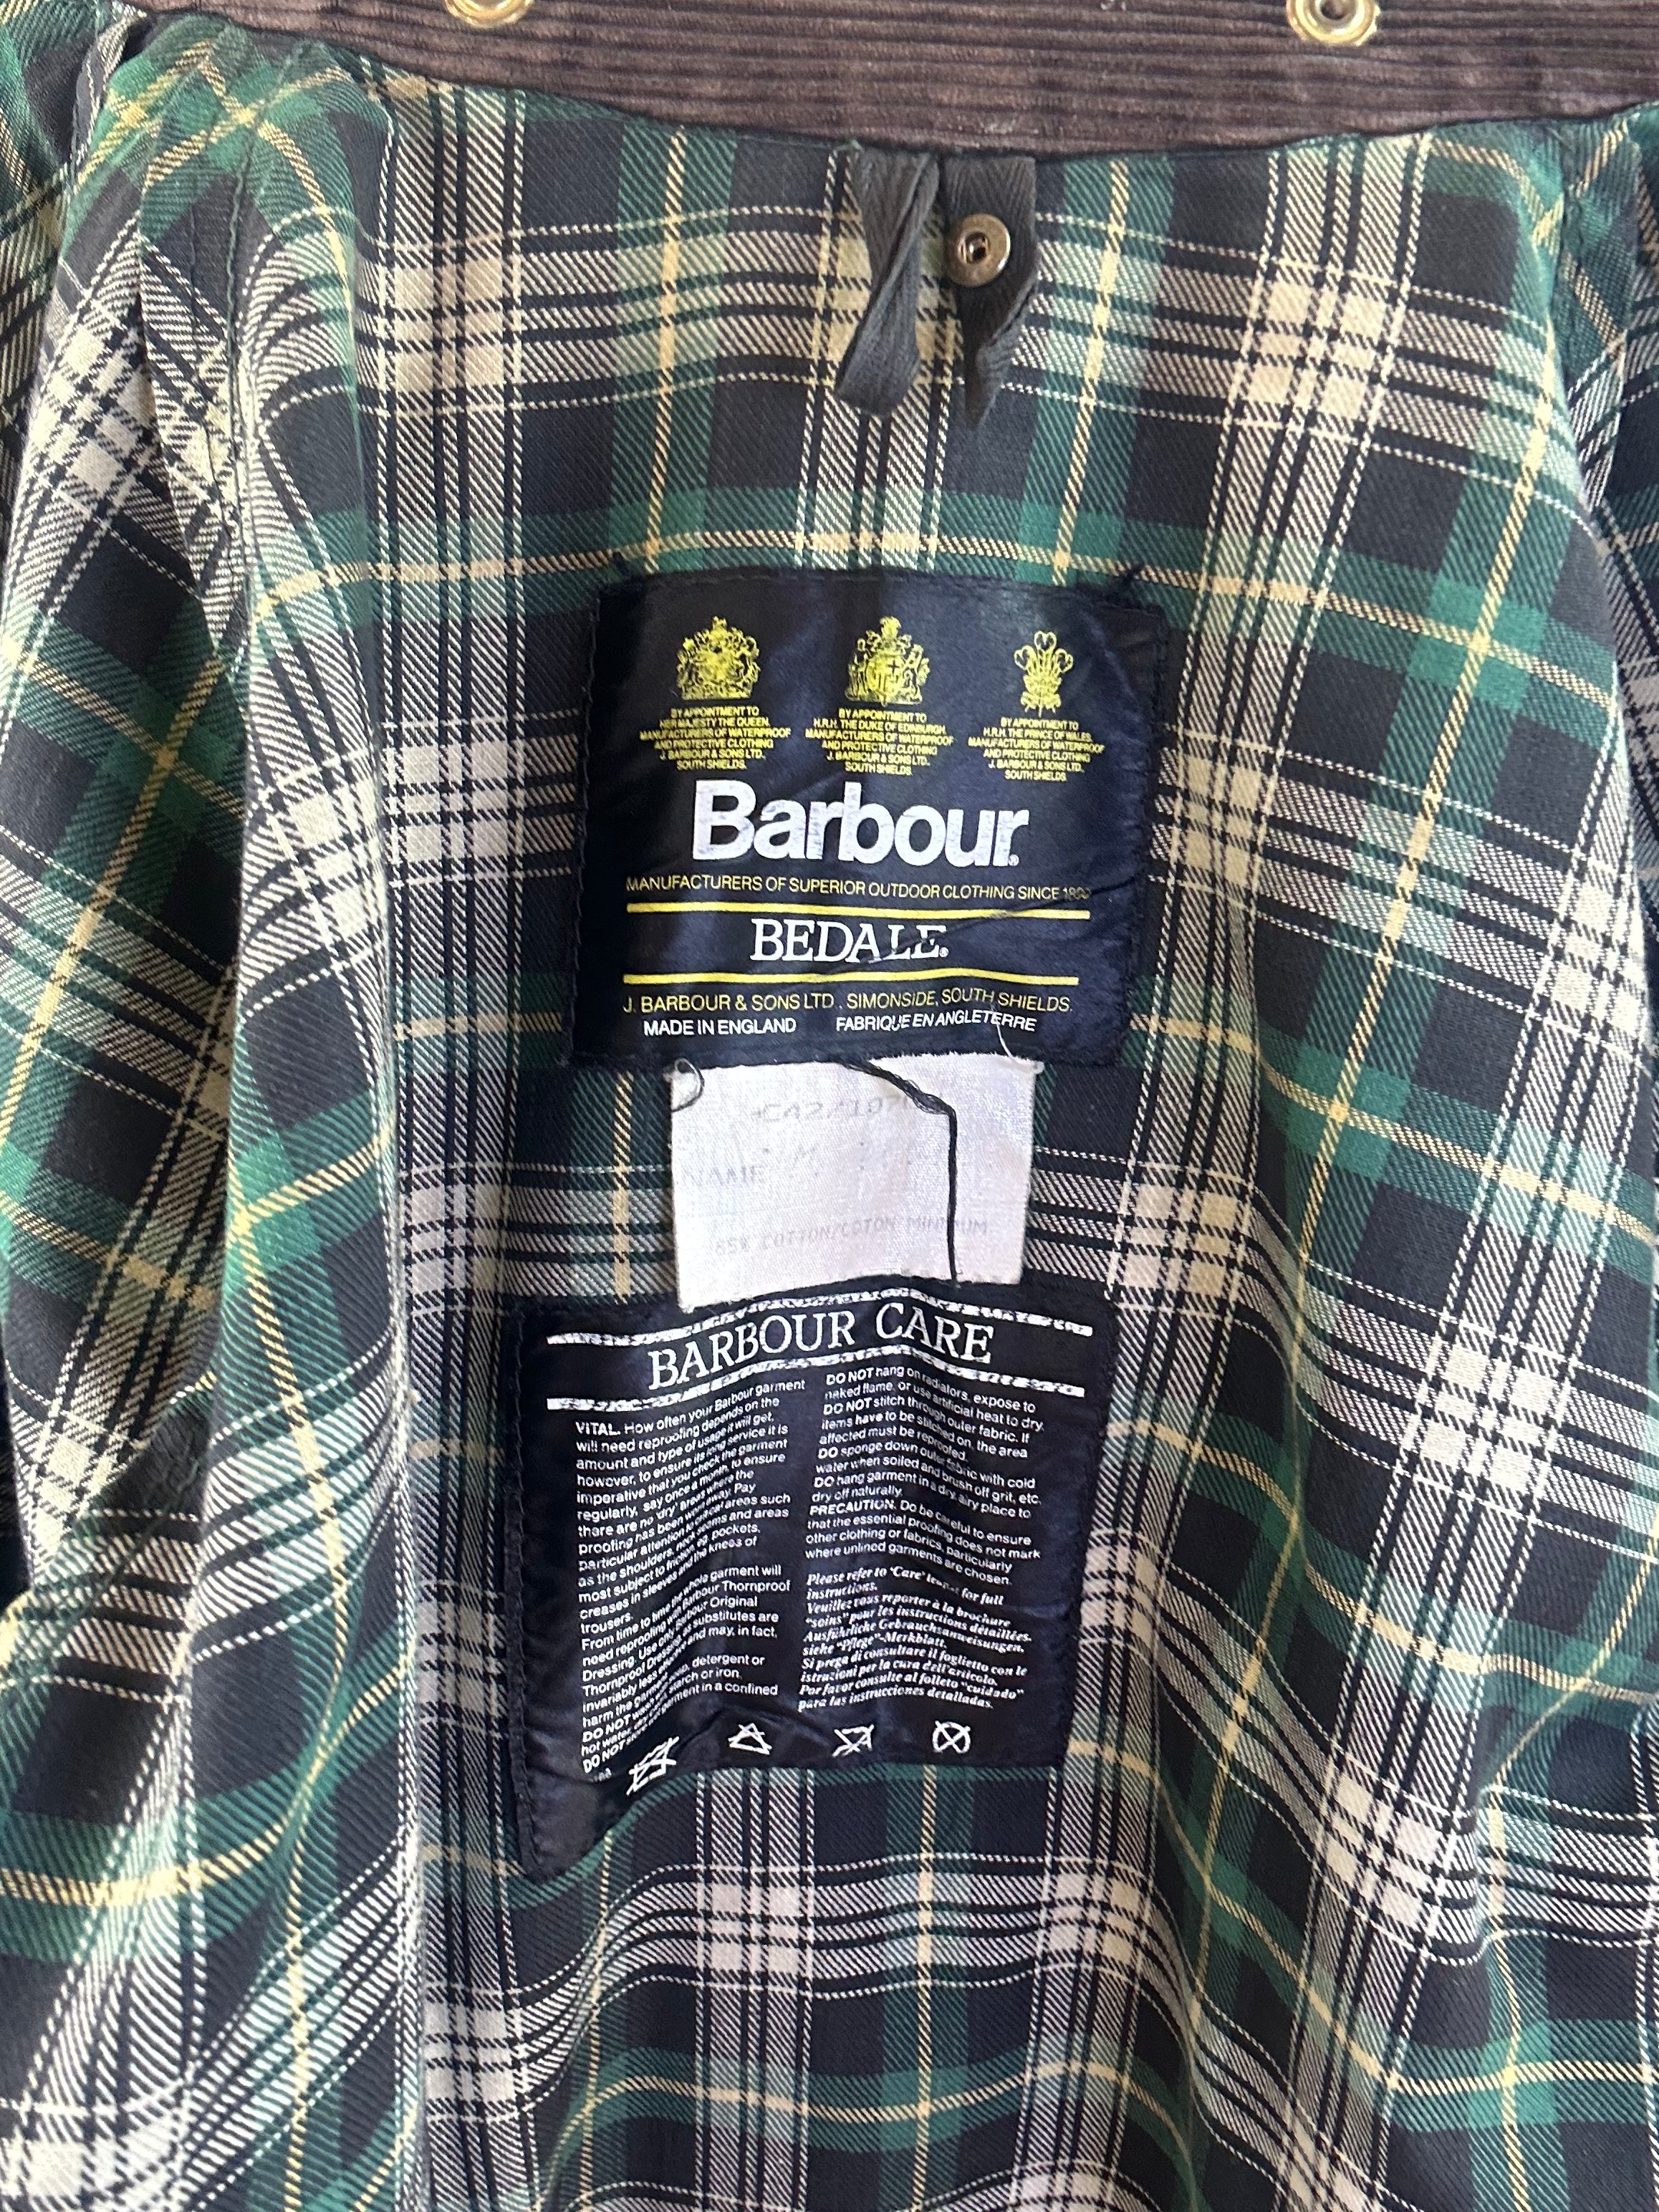 BY APPOINTMENT TO
HER MAJESTY THE QUEEN.
MANUFACTURERS OF WATERPROOF
AND PROTECTIVE CLOTHING
J. BARBOUR & SONS LTD.,
SOUTH SHIELDS.
BY APPOINTMENT TO
H.R.H. THE DUKE OF EDINBURGH
MANUFACTURERS OF WATERPROOF
AND PROTECTIVE CLOTHING
J. BARBOUR & SONS LTD.,
SOUTH SHIELDS.
BY APPOINTMENT TO
H.R.H. THE PRINCE OF WALES.
MANUFACTURERS OF WATERPROOF
AND PROTECTIVE CLOTHING
J. BARBOUR & SONS LTD.
SOUTH SHIELDS.
Barbour.
MANUFACTURERS OF SUPERIOR OUTDOOR CLOTHING SINCE
BEDALE.
J. BARBOUR & SONS LTD., SIMONSIDE, SOUTH SHIELDS.
MADE IN ENGLAND FABRIQUE EN ANGLETERRE
NAME
COTTON/COTON MINIMUM
BARBOUR CARE
VITAL. How often your Barbour garment
will need reproofing depends on the
amount and type of usage it will get,
however, to ensure its long service it is
imperative that you check the garment
regularly, say once a month, to ensure
there are no 'dry' areas where the
proofing has been worn away. Pay
particular attention to critical areas such
as the shoulders, neck seams and areas
most subject to friction eg. pockets,
creases in sleeves and the knees of
trousers.
From time to time the whole garment will
need reproofing with Barbour Thornproof
Dressing. Use only Barbour Original
Thornproof Dressing as substitutes are
invariably less effective and may, in fact,
harm the garment.
DO NOT wash in soap, detergent or
hot water, dry clean, starch or iron.
DO NOT store wet garment in a confined
DO NOT hang on radiators, expose to
naked flame, or use artificial heat to dry.
DO NOT stitch through outer fabric. If
items have to be stitched on, the area
affected must be reproofed.
DO sponge down outer fabric with cold
water when soiled and brush off grit, etc.
DO hang garment in a dry airy place to
dry off naturally.
PRECAUTION. Do be careful to ensure
that the essential proofing does not mark
other clothing or fabrics, particularly
where unlined garments are chosen.
Please refer to 'Care' leaflet for full
instructions.
Veuillez vous reporter à la brochure
"soins" pour les instructions détaillées.
Ausführliche Gebrauchsanweisungen,
siehe "Pflege"-Merkblatt.
Si prega di consultare il foglietto con le
istruzioni per la cura dell'articolo.
Por favor consulte al folleto "cuidado"
para las instrucciones detalladas.